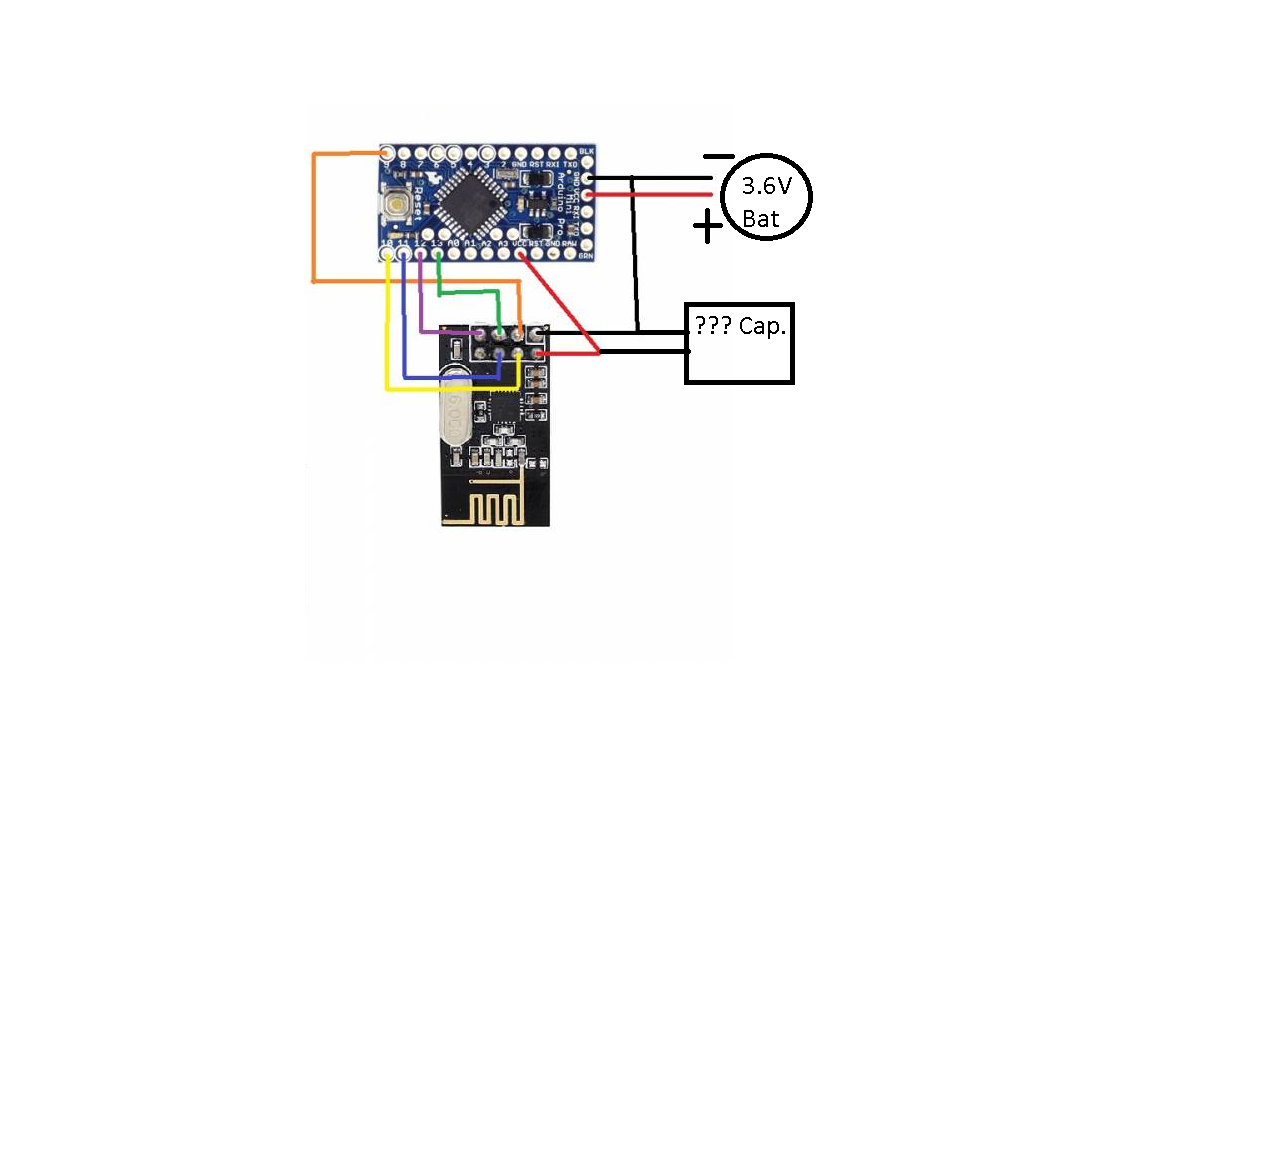 BLK
9 8 7 6 5 4 3 2 GND RST RXI TXO
GND
VCC
RXI
TXO
GRN
Reset
Arduino
Pro Mini
10 11 12 13 A0 A1 A2 A3 VCC RST GND RAW
3.6V
Bat
??? Cap.